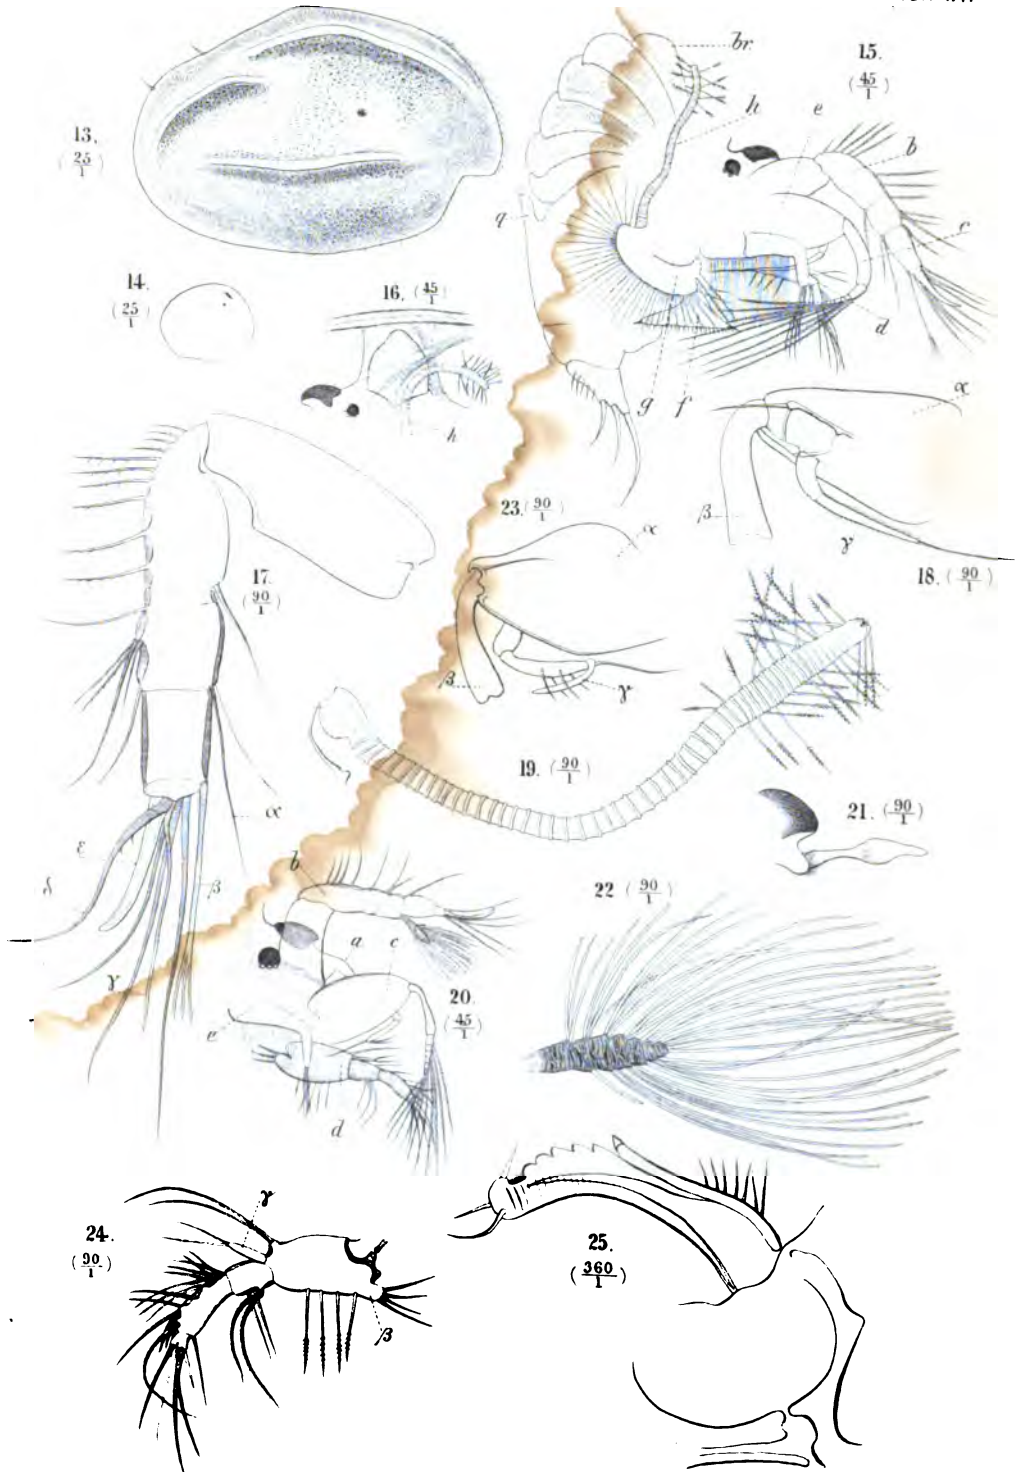 br.
15.
(45/1)
h
e
b
13.
(25/1)
q
c
14.
(25/1)
16. (45/1)
d
g
f
h
α
23. (90/1)
β
γ
α
17.
(90/1)
18. (90/1)
β
γ
19. (90/1)
α
21. (90/1)
ε
b
δ
β
22 (90/1)
a
c
γ
20.
(45/1)
e
d
γ
24.
(90/1)
25.
(360/1)
β